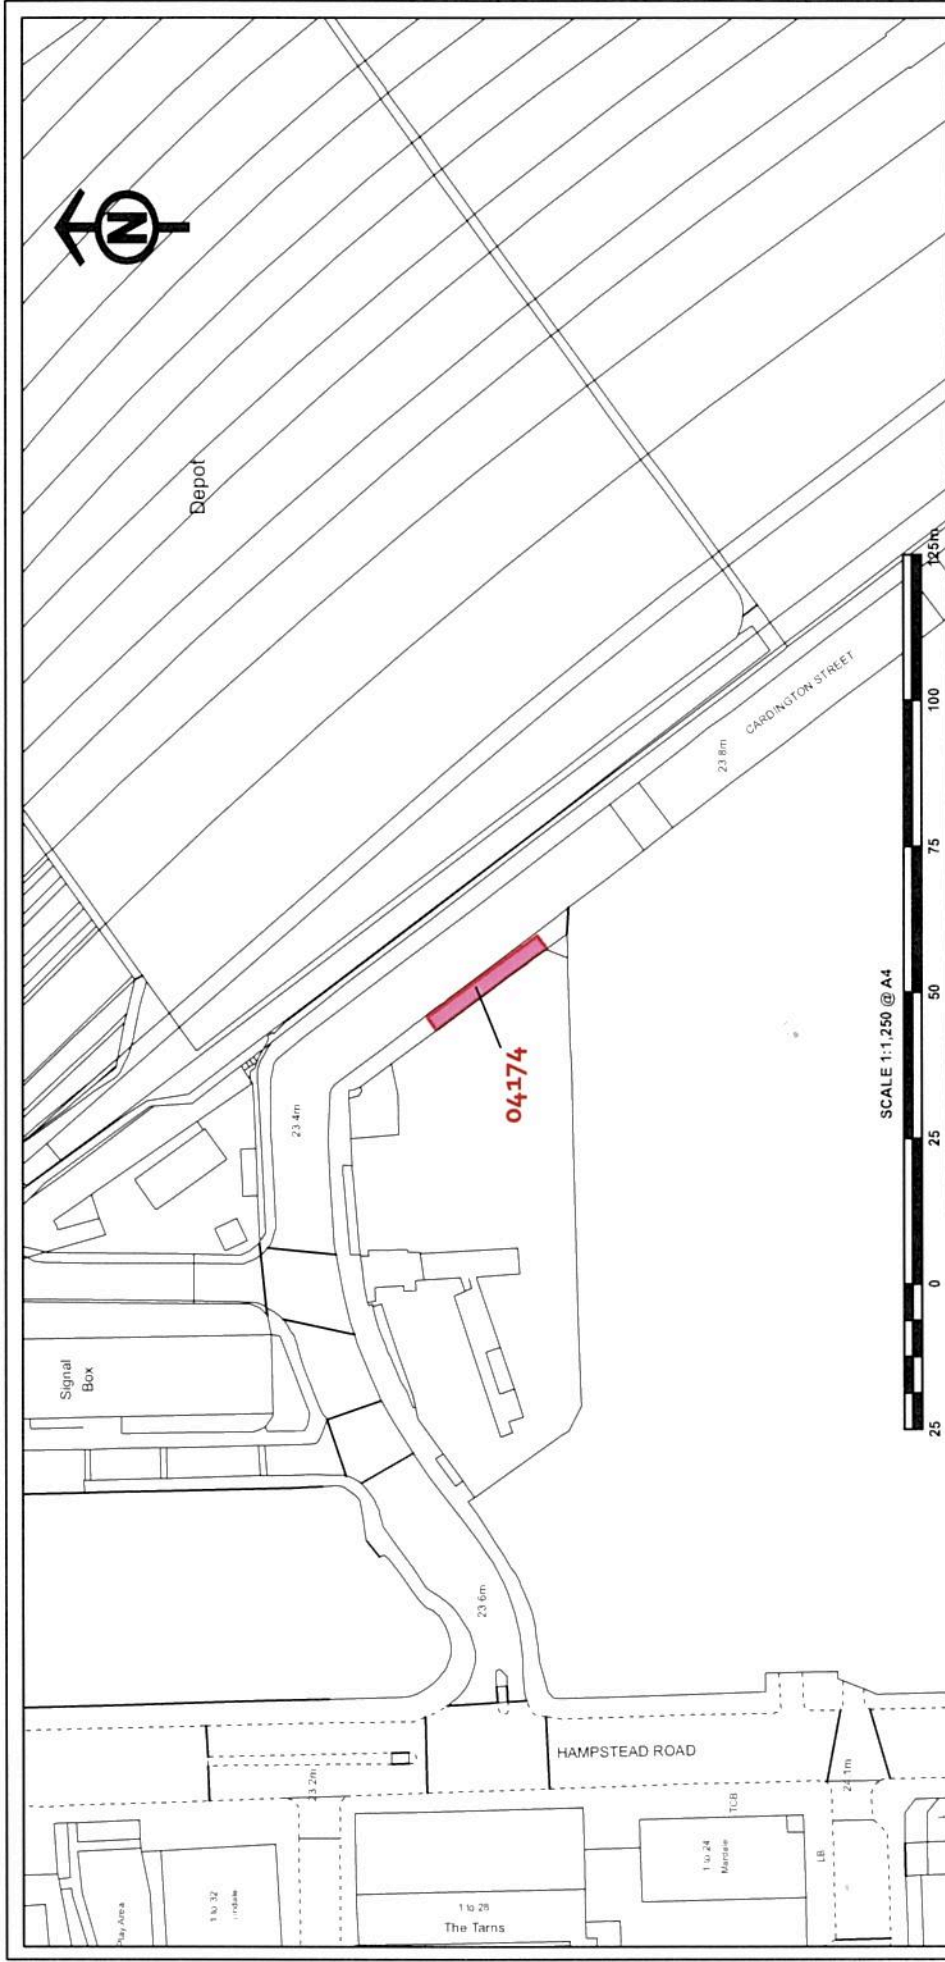 N
Depot
Signal
Box
23.4m
04174
23.8m
CARDINGTON STREET
23.6m
HAMPSTEAD ROAD
23.2m
24.1m
TCB
LB
Play Area
1 to 32
1 to 28
The Tarns
1 to 24
Mardale
SCALE 1:1,250 @ A4
25
0
25
50
75
100
125m